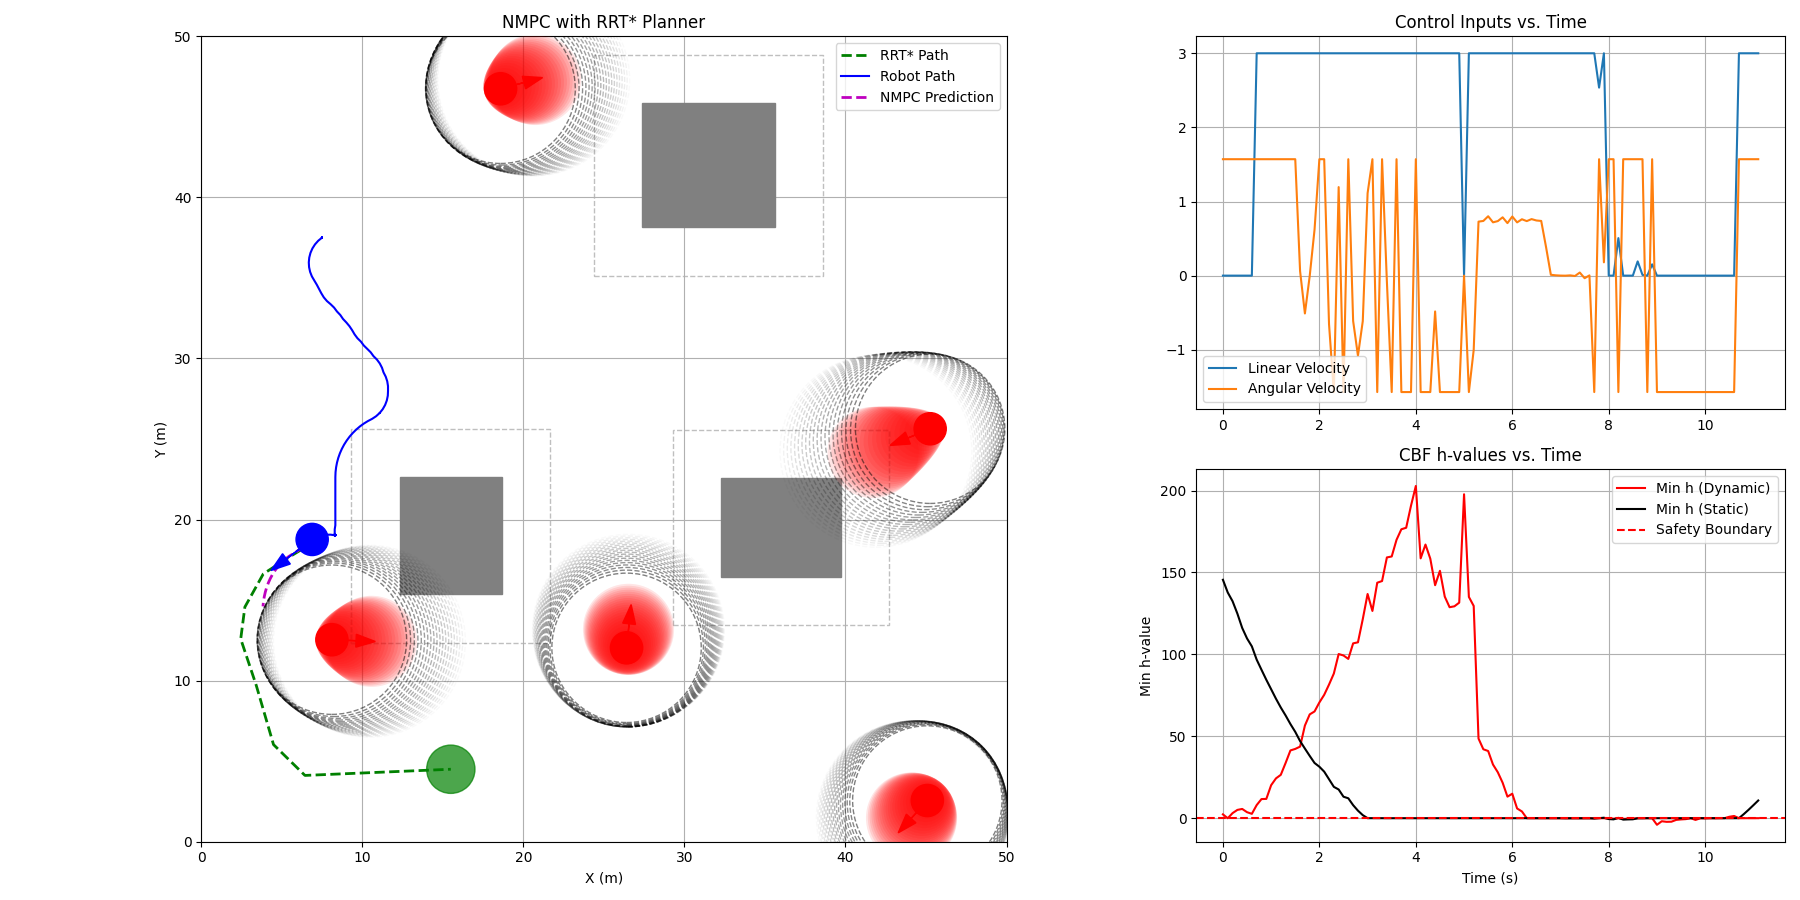 NMPC with RRT* Planner
RRT* Path
Robot Path
NMPC Prediction
50
40
30
20
10
0
Y (m)
0 10 20 30 40 50
X (m)
Control Inputs vs. Time
3
2
1
0
−1
Linear Velocity
Angular Velocity
0 2 4 6 8 10
CBF h-values vs. Time
Min h (Dynamic)
Min h (Static)
Safety Boundary
200
150
100
50
0
Min h-value
0 2 4 6 8 10
Time (s)